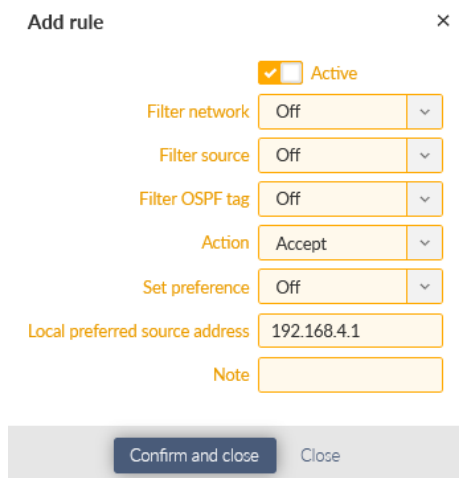 Add rule ×
Active
Filter network Off
Filter source Off
Filter OSPF tag Off
Action Accept
Set preference Off
Local preferred source address 192.168.4.1
Note
Confirm and close Close